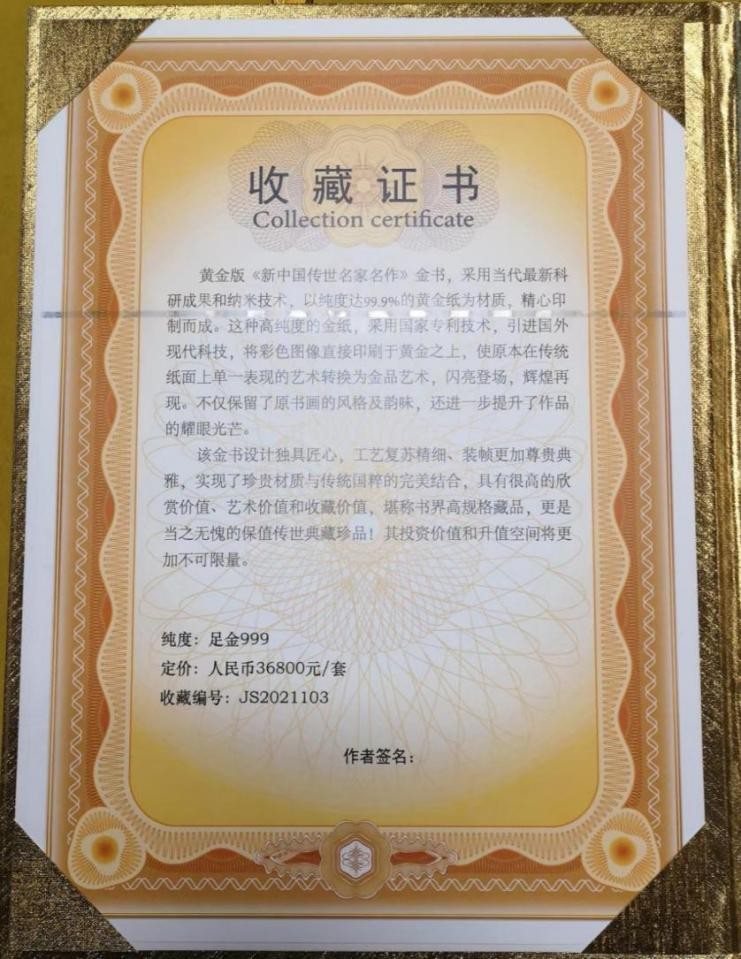 收藏证书
Collection certificate
黄金版《新中国传世名家名作》金书，采用当代最新科
研成果和纳米技术，以纯度达99.9%的黄金纸为材质，精心印
制而成。这种高纯度的金纸，采用国家专利技术，引进国外
现代科技，将彩色图像直接印刷于黄金之上，使原本在传统
纸面上单一表现的艺术转换为金品艺术，闪亮登场，辉煌再
现。不仅保留了原书画的风格及韵味，还进一步提升了作品
的耀眼光芒。
该金书设计独具匠心，工艺复苏精细、装帧更加尊贵典
雅，实现了珍贵材质与传统国粹的完美结合，具有很高的欣
赏价值、艺术价值和收藏价值，堪称书界高规格藏品，更是
当之无愧的保值传世典藏珍品！其投资价值和升值空间将更
加不可限量。
纯度：足金999
定价：人民币36800元/套
收藏编号：JS2021103
作者签名：